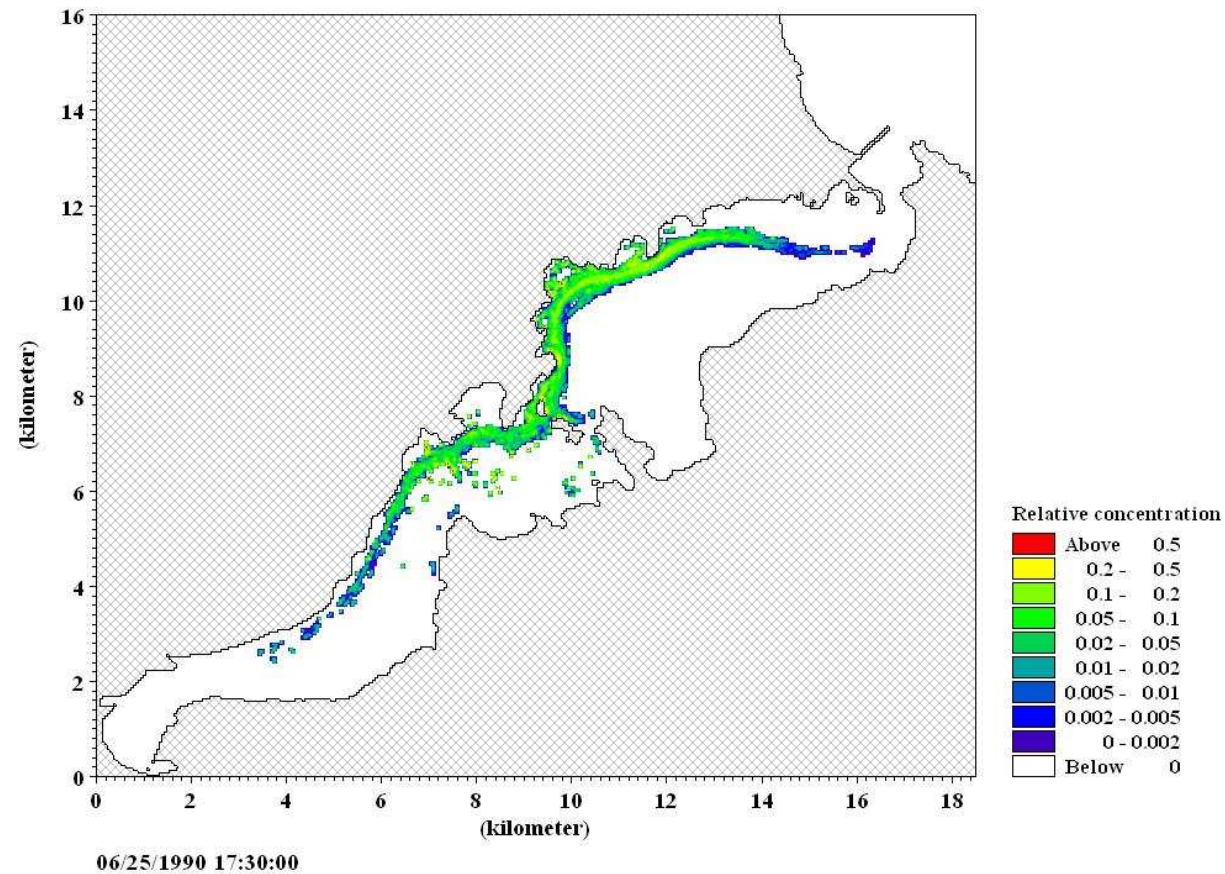 16
14
12
10
8
6
4
2
0
(kilometer)
0 2 4 6 8 10 12 14 16 18
(kilometer)
06/25/1990 17:30:00
Relative concentration
Above 0.5
0.2 - 0.5
0.1 - 0.2
0.05 - 0.1
0.02 - 0.05
0.01 - 0.02
0.005 - 0.01
0.002 - 0.005
0 - 0.002
Below 0